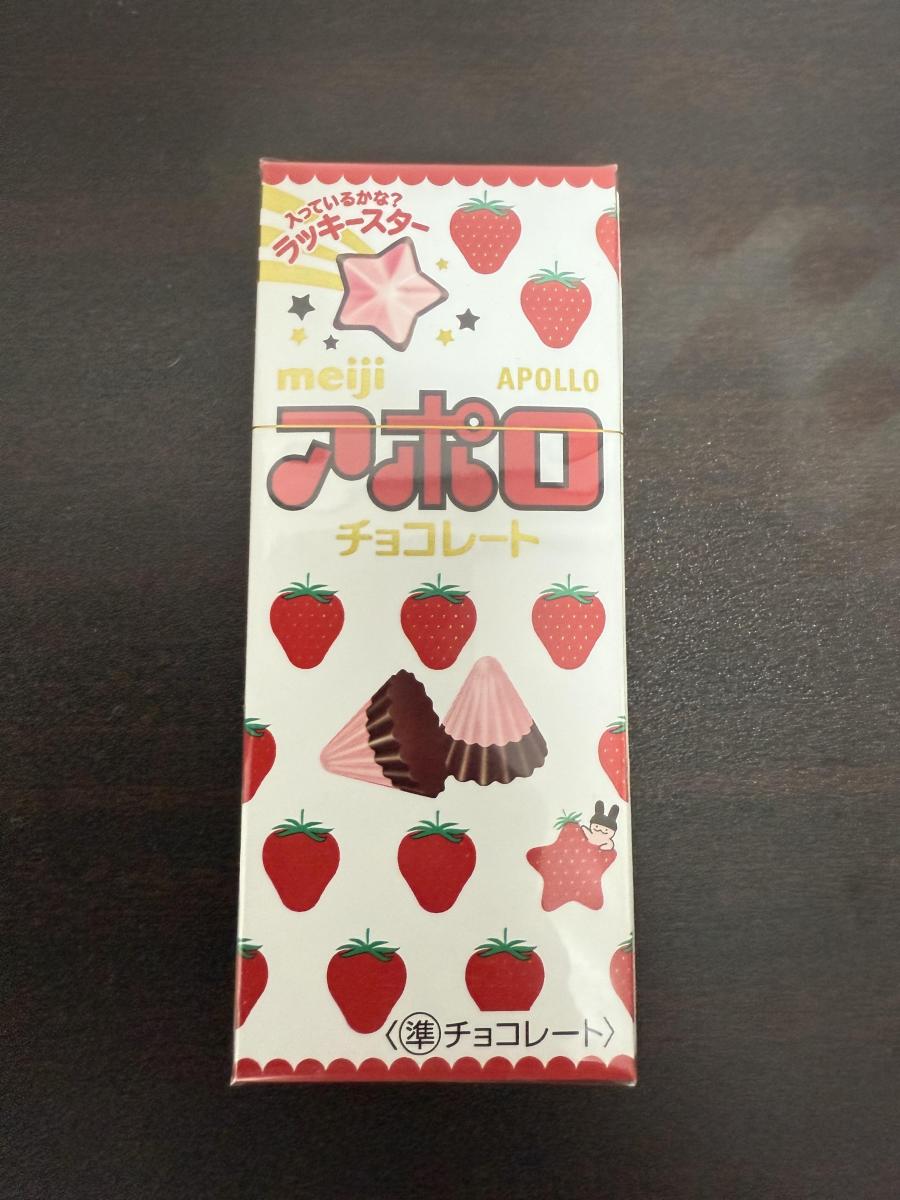 入っているかな?
ラッキースター
meiji APOLLO
アポロ
チョコレート
〈㊜チョコレート〉